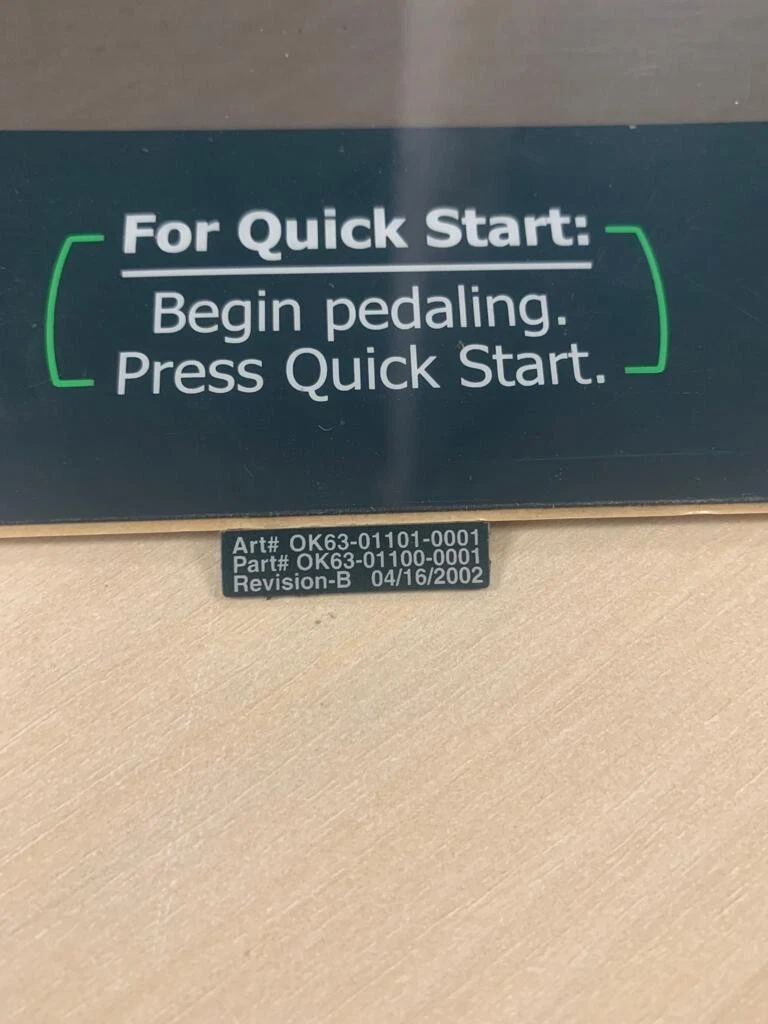 For Quick Start:
Begin pedaling.
Press Quick Start.
Art# OK63-01101-0001
Part# OK63-01100-0001
Revision-B 04/16/2002